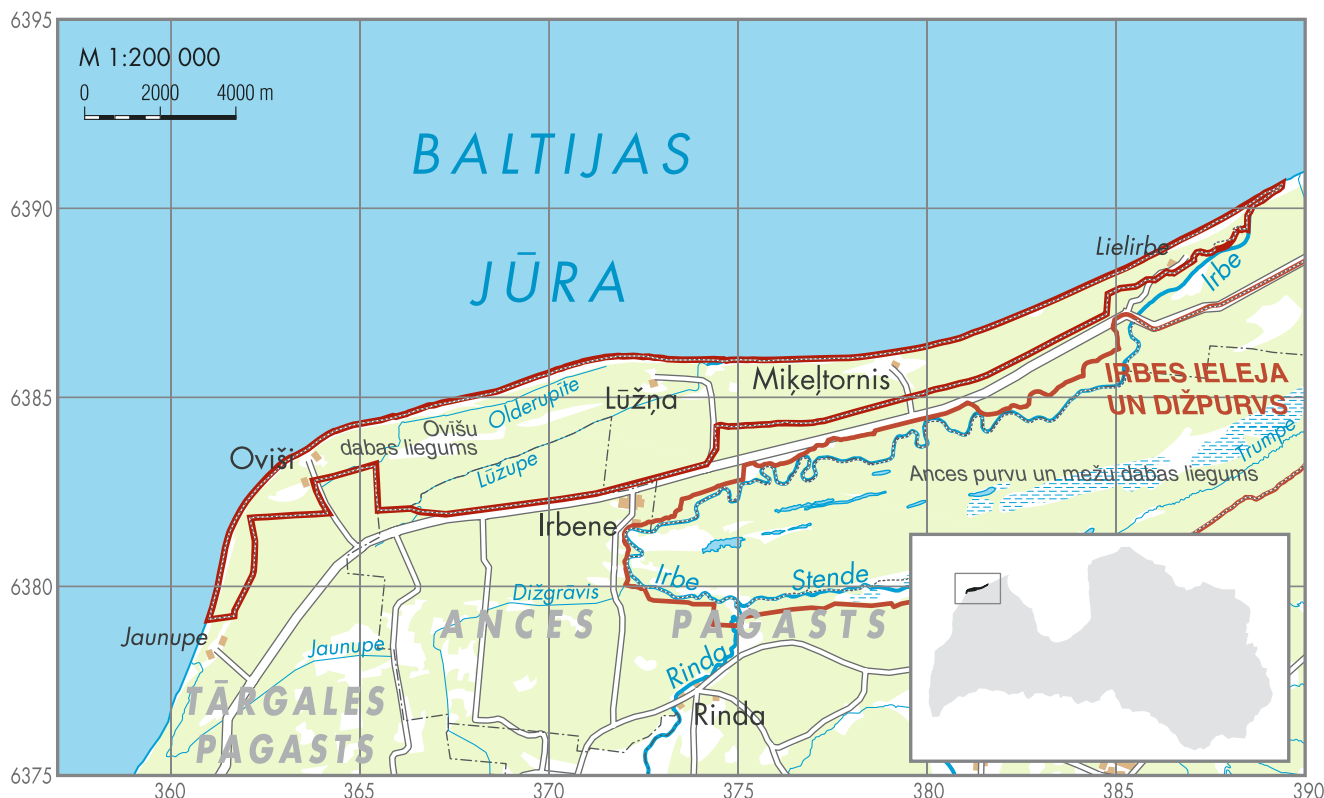 6395
M 1:200 000
0 2000 4000 m
BALTIJAS
JŪRA
6390
Lielirbe
Irbe
IRBES IELEJA
UN DIŽPURVS
Miķeļtornis
Lūžņa
Olderupīte
6385
Ovīšu
dabas liegums
Oviši
Lūžupe
Trumpe
Ances purvu un mežu dabas liegums
Irbene
6380
Irbe
Stende
Dižgrāvis
ANCES PAGASTS
Jaunupe
Jaunupe
Rinda
TĀRGALES
PAGASTS
Rinda
6375
360 365 370 375 380 385 390